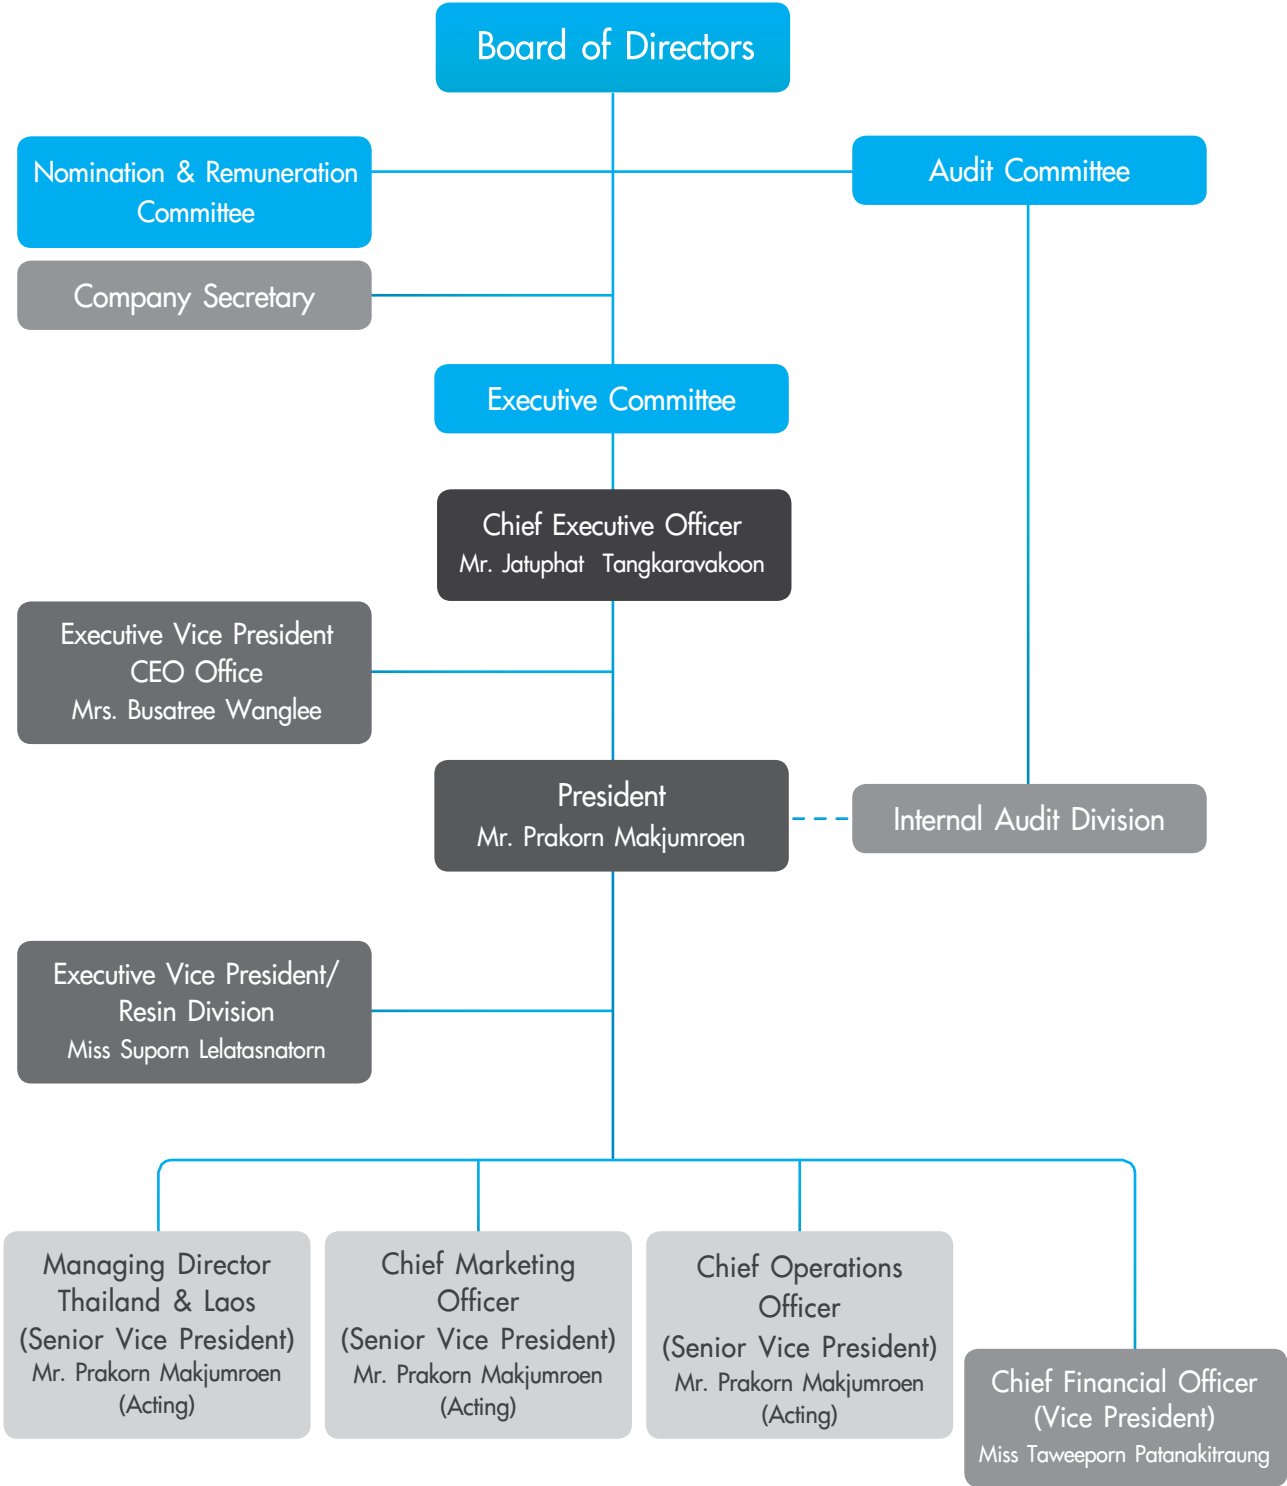 Board of Directors
Nomination & Remuneration
Committee
Audit Committee
Company Secretary
Executive Committee
Chief Executive Officer
Mr. Jatuphat Tangkaravakoon
Executive Vice President
CEO Office
Mrs. Busatree Wanglee
President
Mr. Prakorn Makjumroen
Internal Audit Division
Executive Vice President/
Resin Division
Miss Suporn Lelatasnatorn
Managing Director
Thailand & Laos
(Senior Vice President)
Mr. Prakorn Makjumroen
(Acting)
Chief Marketing
Officer
(Senior Vice President)
Mr. Prakorn Makjumroen
(Acting)
Chief Operations
Officer
(Senior Vice President)
Mr. Prakorn Makjumroen
(Acting)
Chief Financial Officer
(Vice President)
Miss Taweeporn Patanakitraung